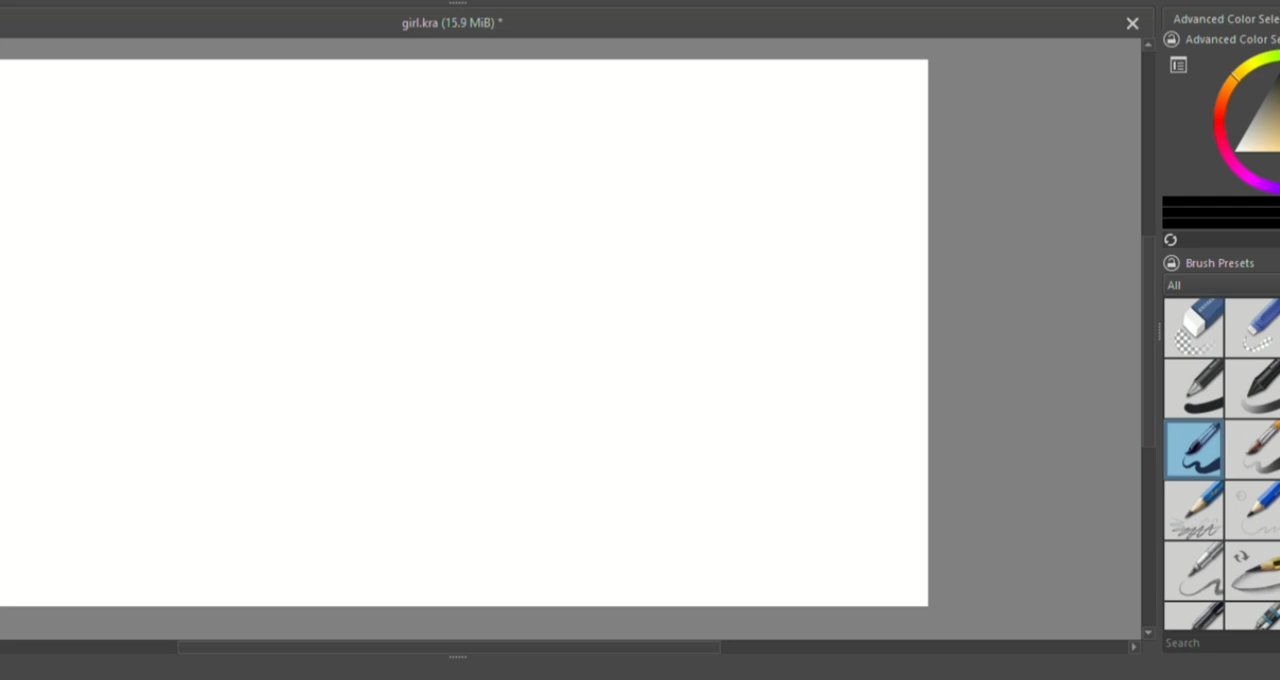 girl.kra (15.9 MiB) *
Advanced Color Sele
Advanced Color Se
Brush Presets
All
Search